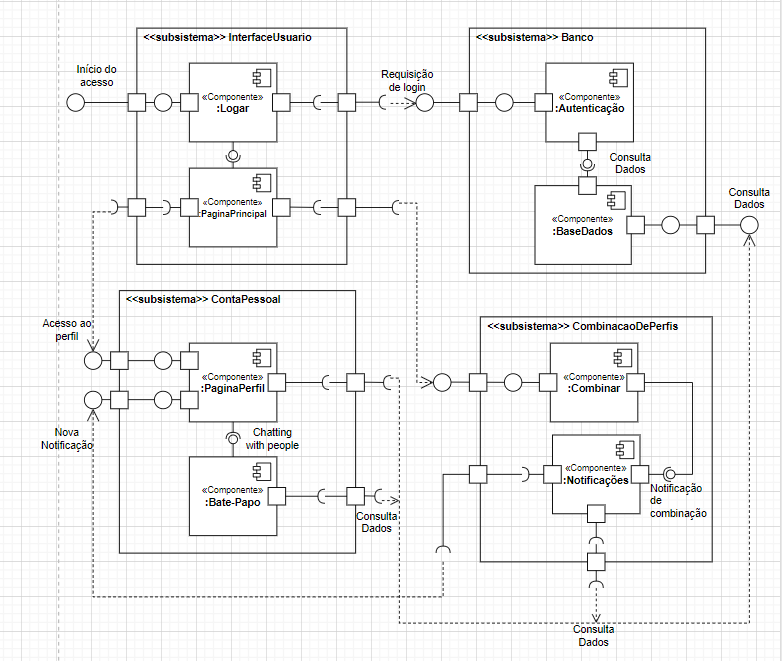 <<subsistema>> InterfaceUsuario
<<subsistema>> Banco
Início do
acesso
«Componente»
:Logar
Requisição
de login
«Componente»
:Autenticação
Consulta
Dados
«Componente»
:PaginaPrincipal
«Componente»
:BaseDados
Consulta
Dados
<<subsistema>> ContaPessoal
<<subsistema>> CombinacaoDePerfis
Acesso ao
perfil
«Componente»
:PaginaPerfil
«Componente»
:Combinar
Nova
Notificação
Chatting
with people
«Componente»
:Notificações
Notificação
de
combinação
«Componente»
:Bate-Papo
Consulta
Dados
Consulta
Dados